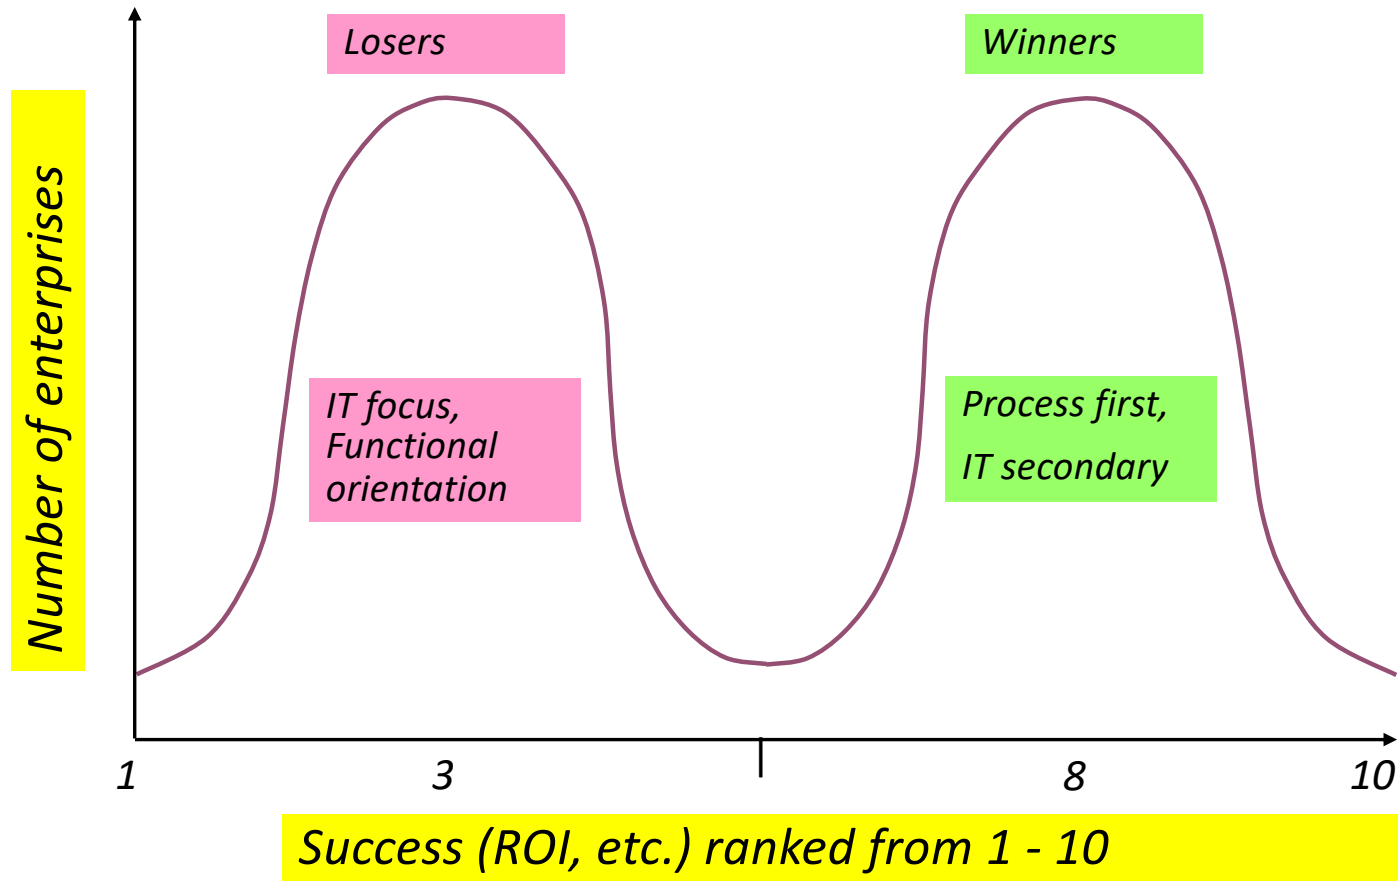 Losers
Winners
Number of enterprises
IT focus,
Functional
orientation
Process first,
IT secondary
1
3
8
10
Success (ROI, etc.) ranked from 1 - 10